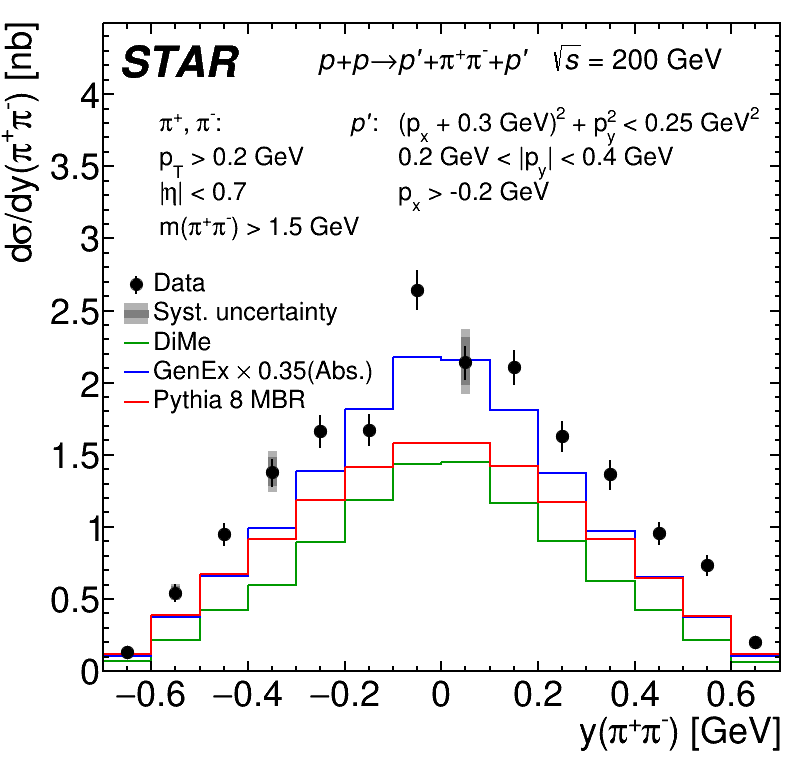 dσ/dy(π⁺π⁻) [nb]
STAR p+p→p′+π⁺π⁻+p′ √s = 200 GeV
π⁺, π⁻: p′: (pₓ + 0.3 GeV)² + p_y² < 0.25 GeV²
p_T > 0.2 GeV 0.2 GeV < |p_y| < 0.4 GeV
|η| < 0.7 pₓ > -0.2 GeV
m(π⁺π⁻) > 1.5 GeV
Data
Syst. uncertainty
DiMe
GenEx × 0.35(Abs.)
Pythia 8 MBR
4
3.5
3
2.5
2
1.5
1
0.5
0
−0.6 −0.4 −0.2 0 0.2 0.4 0.6
y(π⁺π⁻) [GeV]